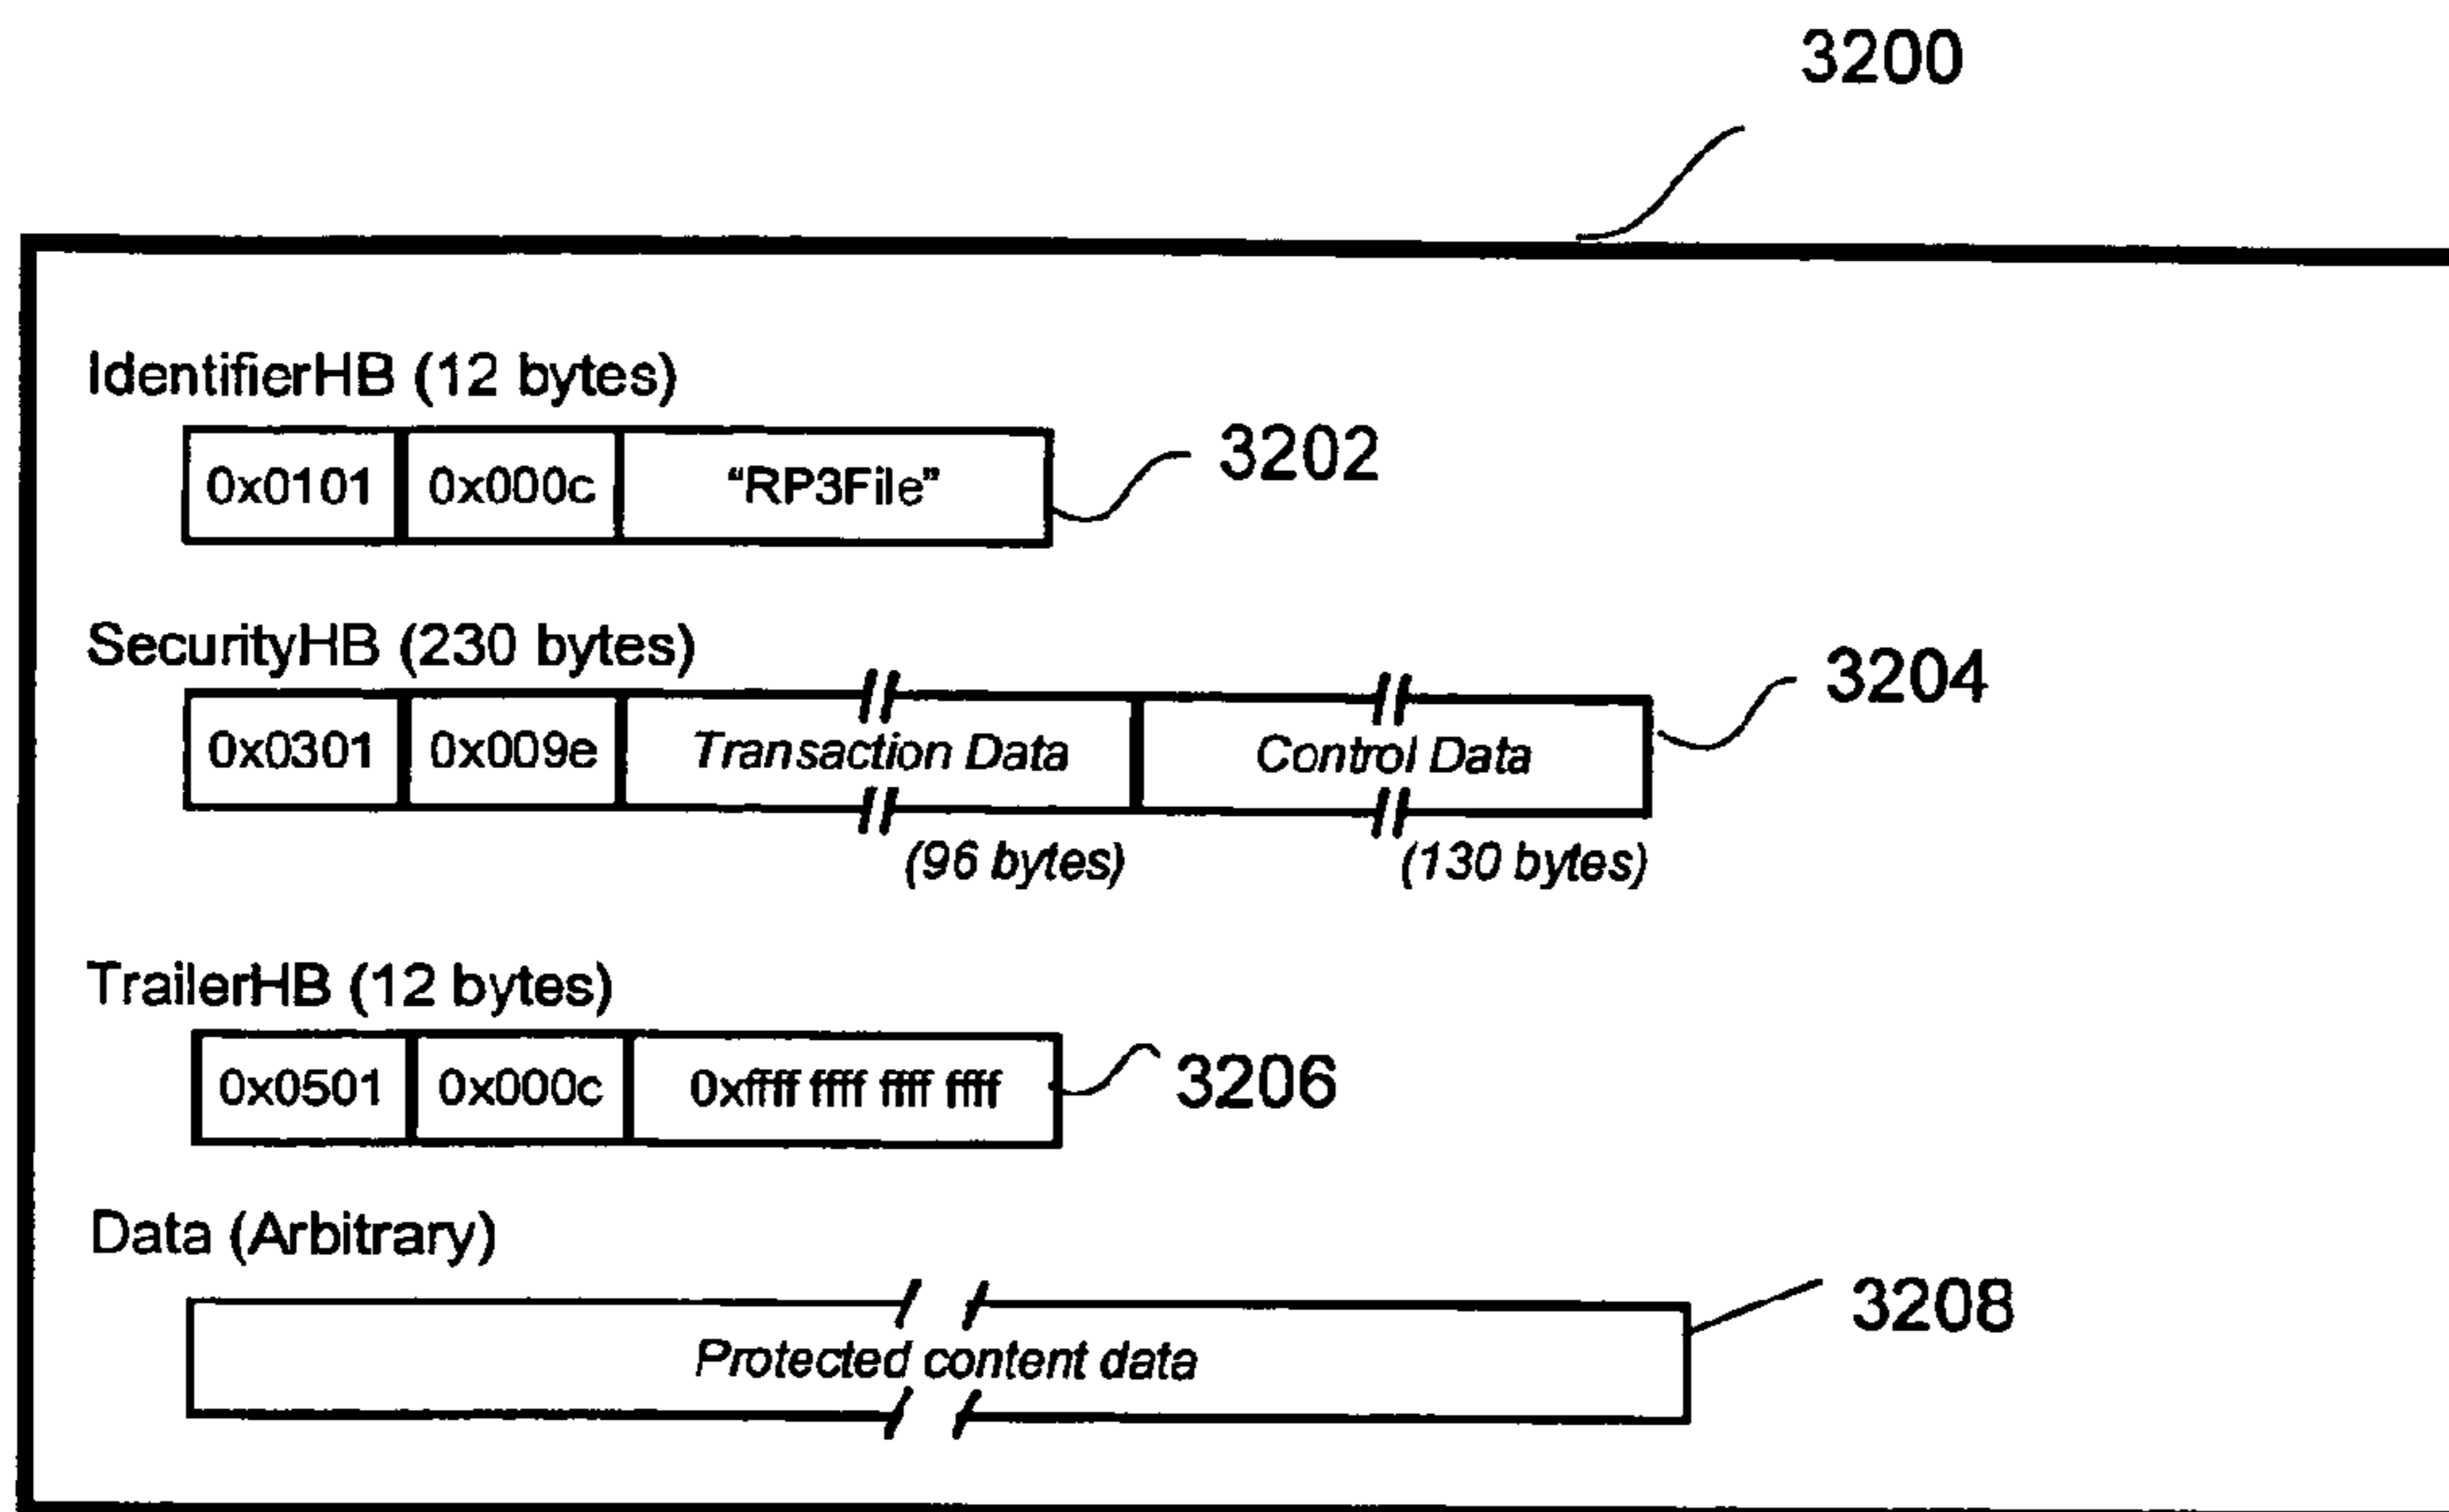 3200
IdentifierHB (12 bytes)
0x0101 0x000c “RP3File” 3202
SecurityHB (230 bytes)
3204
0x0301 0x009e Transaction Data Control Data
(96 bytes) (130 bytes)
TrailerHB (12 bytes)
0x0501 0x000c 0xffff ffff ffff ffff 3206
Data (Arbitrary)
3208
Protected content data